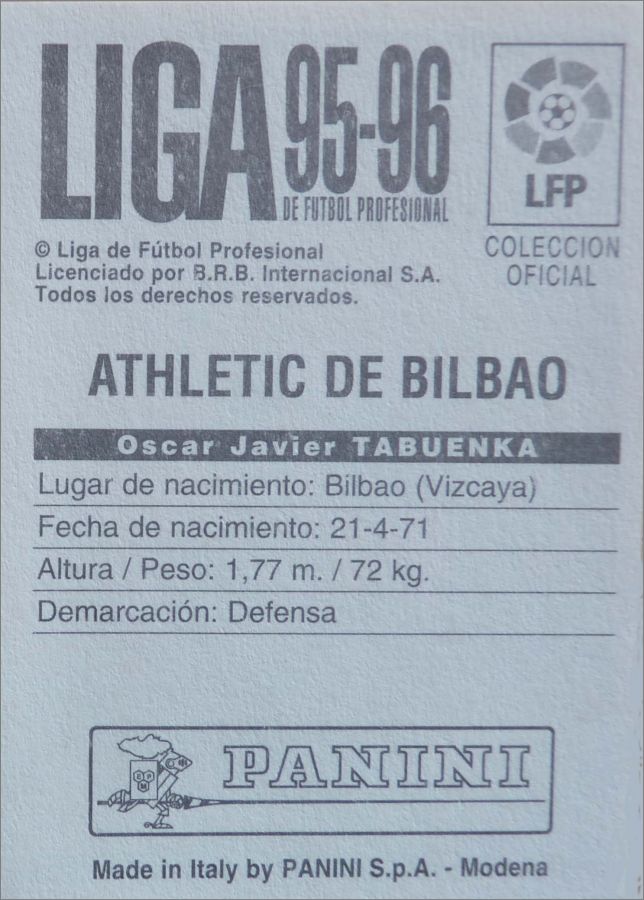 LIGA 95-96
DE FUTBOL PROFESIONAL
LFP
COLECCION
OFICIAL
© Liga de Fútbol Profesional
Licenciado por B.R.B. Internacional S.A.
Todos los derechos reservados.
ATHLETIC DE BILBAO
Oscar Javier TABUENKA
Lugar de nacimiento: Bilbao (Vizcaya)
Fecha de nacimiento: 21-4-71
Altura / Peso: 1,77 m. / 72 kg.
Demarcación: Defensa
PANINI
Made in Italy by PANINI S.p.A. - Modena